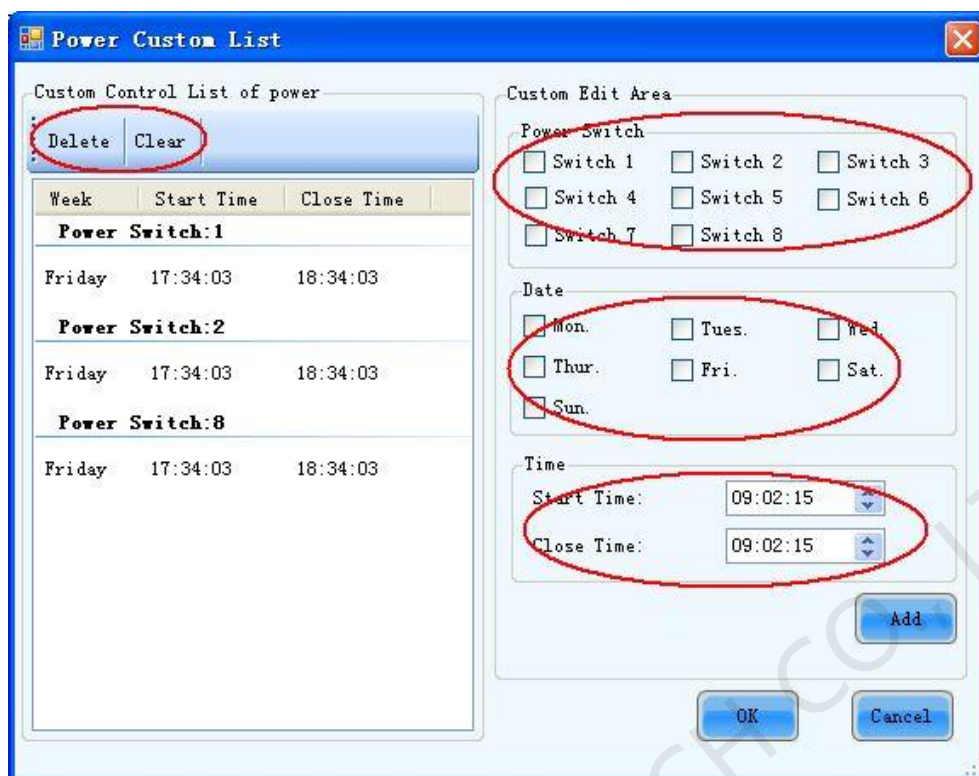 Power Custom List
Custom Control List of power
Delete Clear
Week Start Time Close Time
Power Switch:1
Friday 17:34:03 18:34:03
Power Switch:2
Friday 17:34:03 18:34:03
Power Switch:8
Friday 17:34:03 18:34:03
Custom Edit Area
Power Switch
Switch 1 Switch 2 Switch 3
Switch 4 Switch 5 Switch 6
Switch 7 Switch 8
Date
Mon. Tues. Wed.
Thur. Fri. Sat.
Sun.
Time
Start Time: 09:02:15
Close Time: 09:02:15
Add
OK Cancel